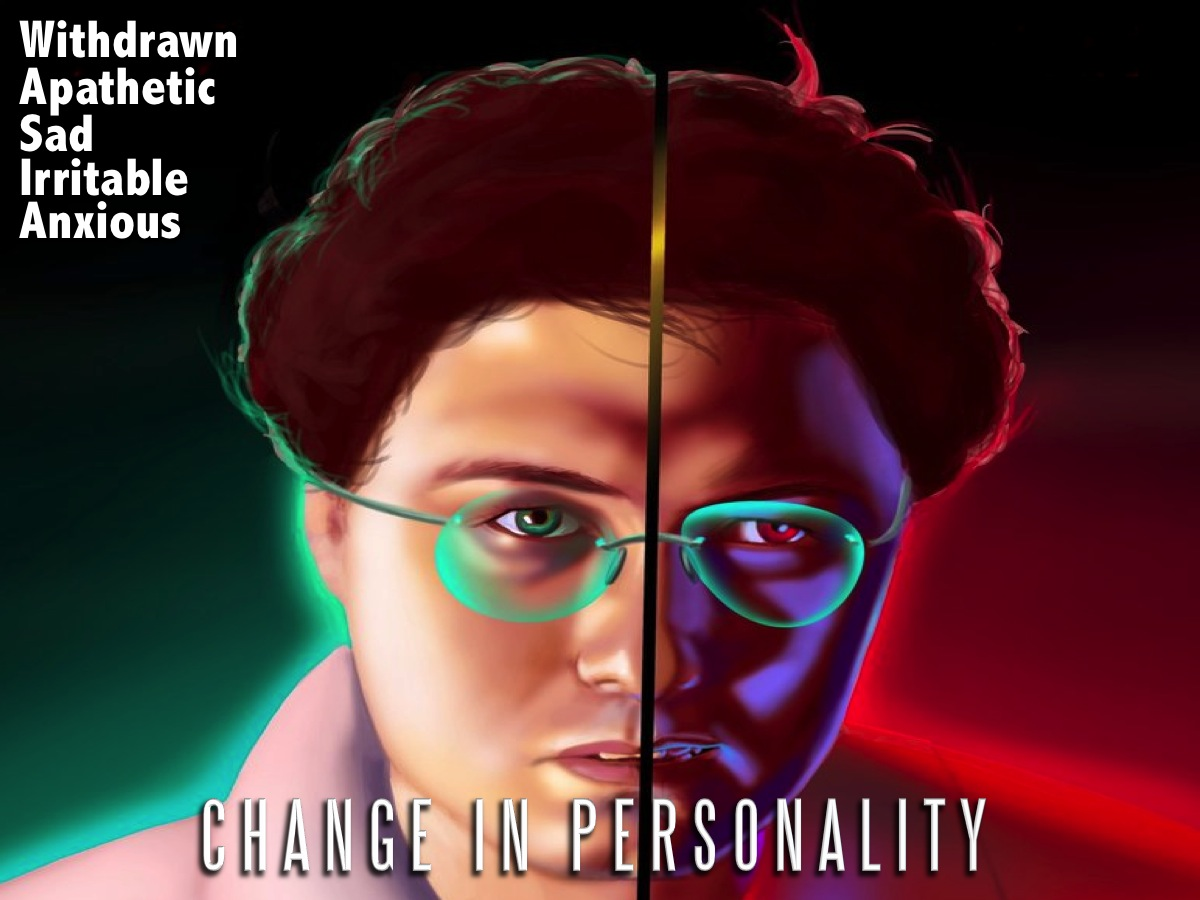 Withdrawn
Apathetic
Sad
Irritable
Anxious
CHANGE IN PERSONALITY